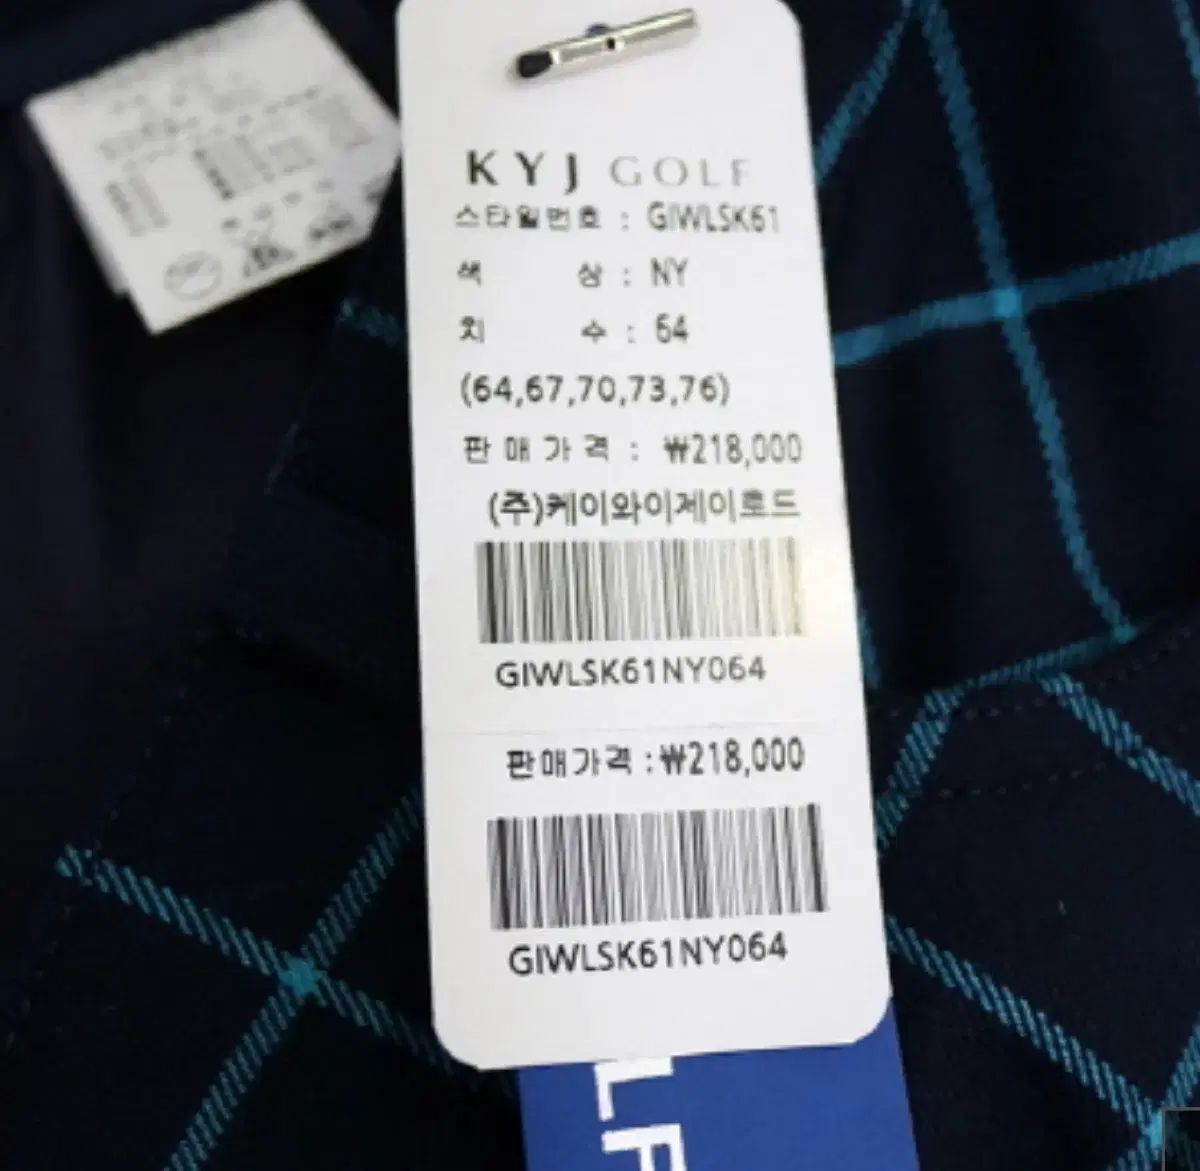 KYJ GOLF
스타일번호 : GIWLSK61
색 상 : NY
치 수 : 64
(64,67,70,73,76)
판 매 가 격 : ₩218,000
(주)케이와이제이로드
GIWLSK61NY064
판매가격 :₩218,000
GIWLSK61NY064
LF